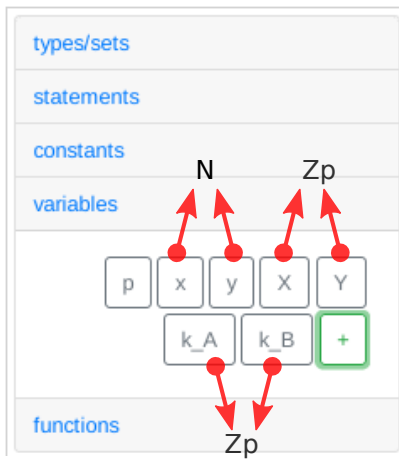 types/sets
statements
constants
N Zp
variables
p x y X Y
k_A k_B +
functions
Zp